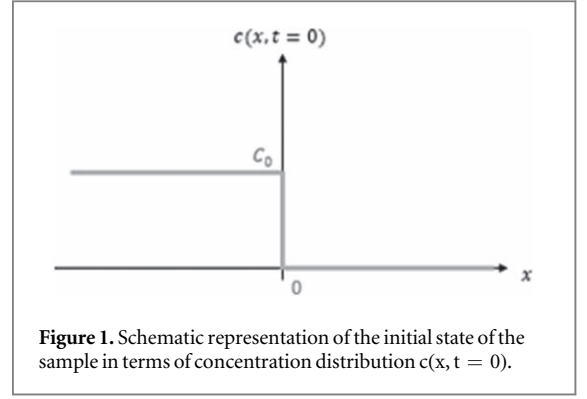 c(x, t = 0)
C₀
x
0
Figure 1. Schematic representation of the initial state of the
sample in terms of concentration distribution c(x, t = 0).